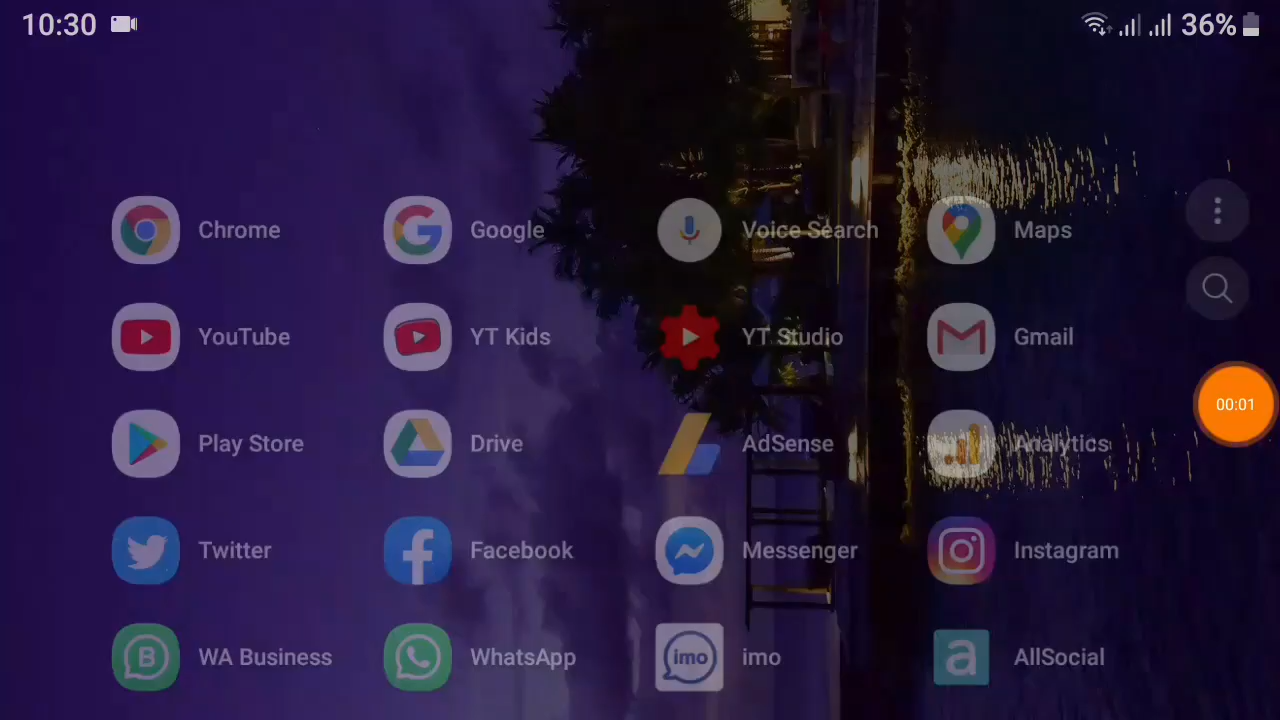 10:30 36%
Chrome Google Voice Search Maps
YouTube YT Kids YT Studio Gmail
00:01
Play Store Drive AdSense Analytics
Twitter Facebook Messenger Instagram
B WA Business WhatsApp imo imo a AllSocial